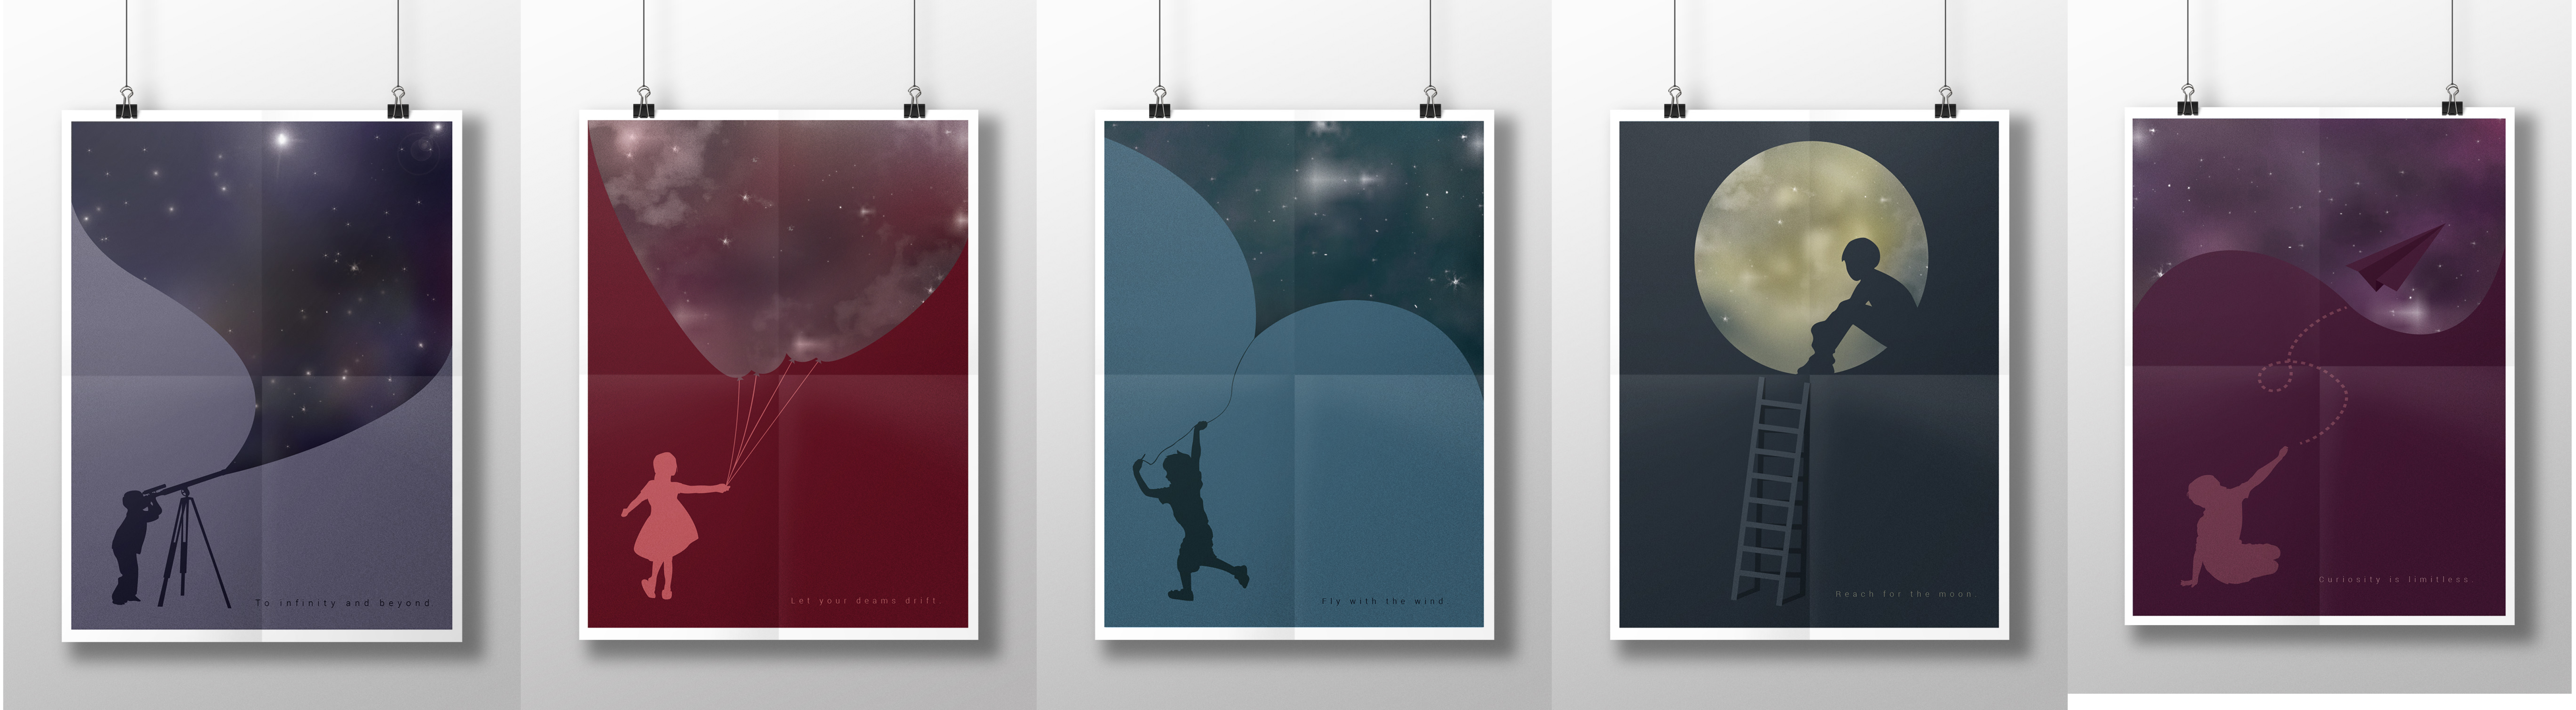 To infinity and beyond.
Let your deams drift.
Fly with the wind
Reach for the moon.
Curiosity is limitless.